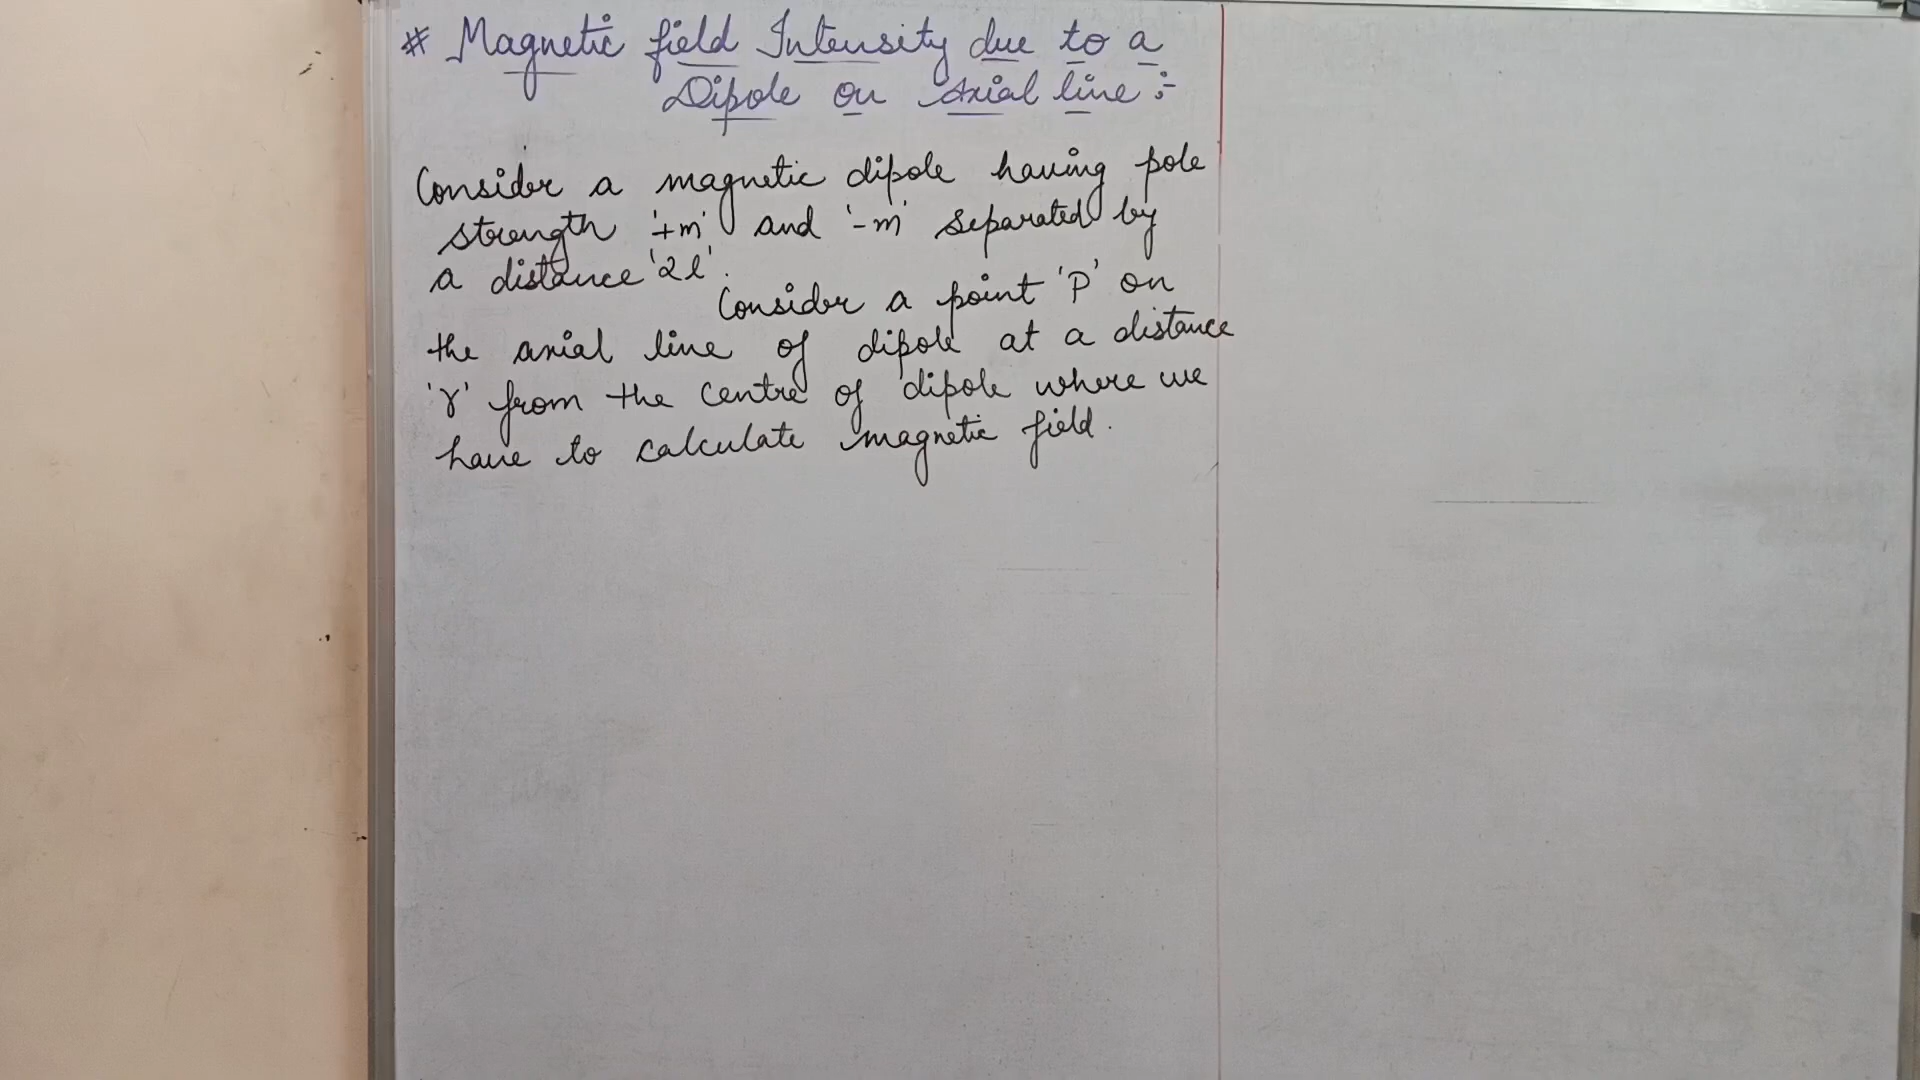 # Magnetic field Intensity due to a
Dipole on Axial line :-
Consider a magnetic dipole having pole
strength '+m' and '-m' separated by
a distance '2l'.
Consider a point 'P' on
the axial line of dipole at a distance
'r' from the centre of dipole where we
have to calculate magnetic field.